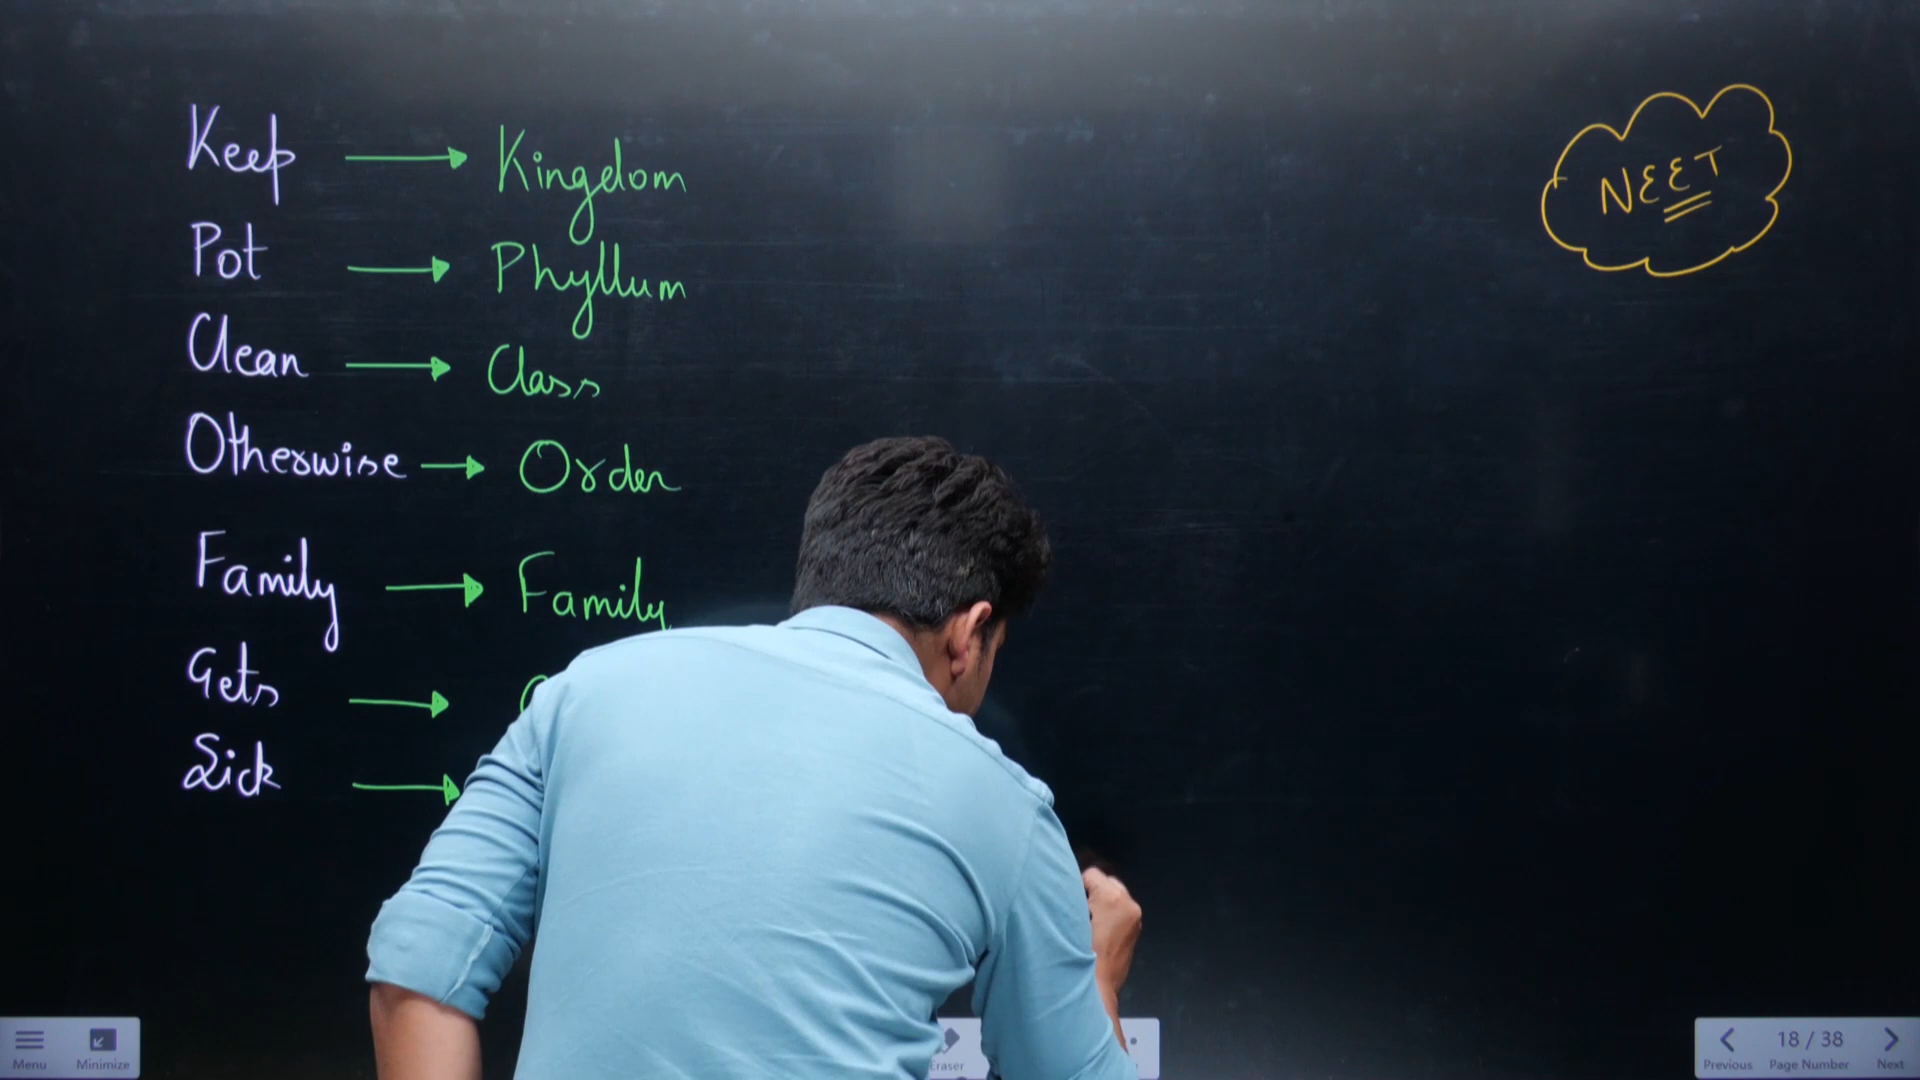 Keep → Kingdom
Pot → Phyllum
Clean → Class
Otherwise → Order
Family → Family
Gets →
Sick →
NEET
Menu
Minimize
Eraser
18 / 38
Previous
Page Number
Next